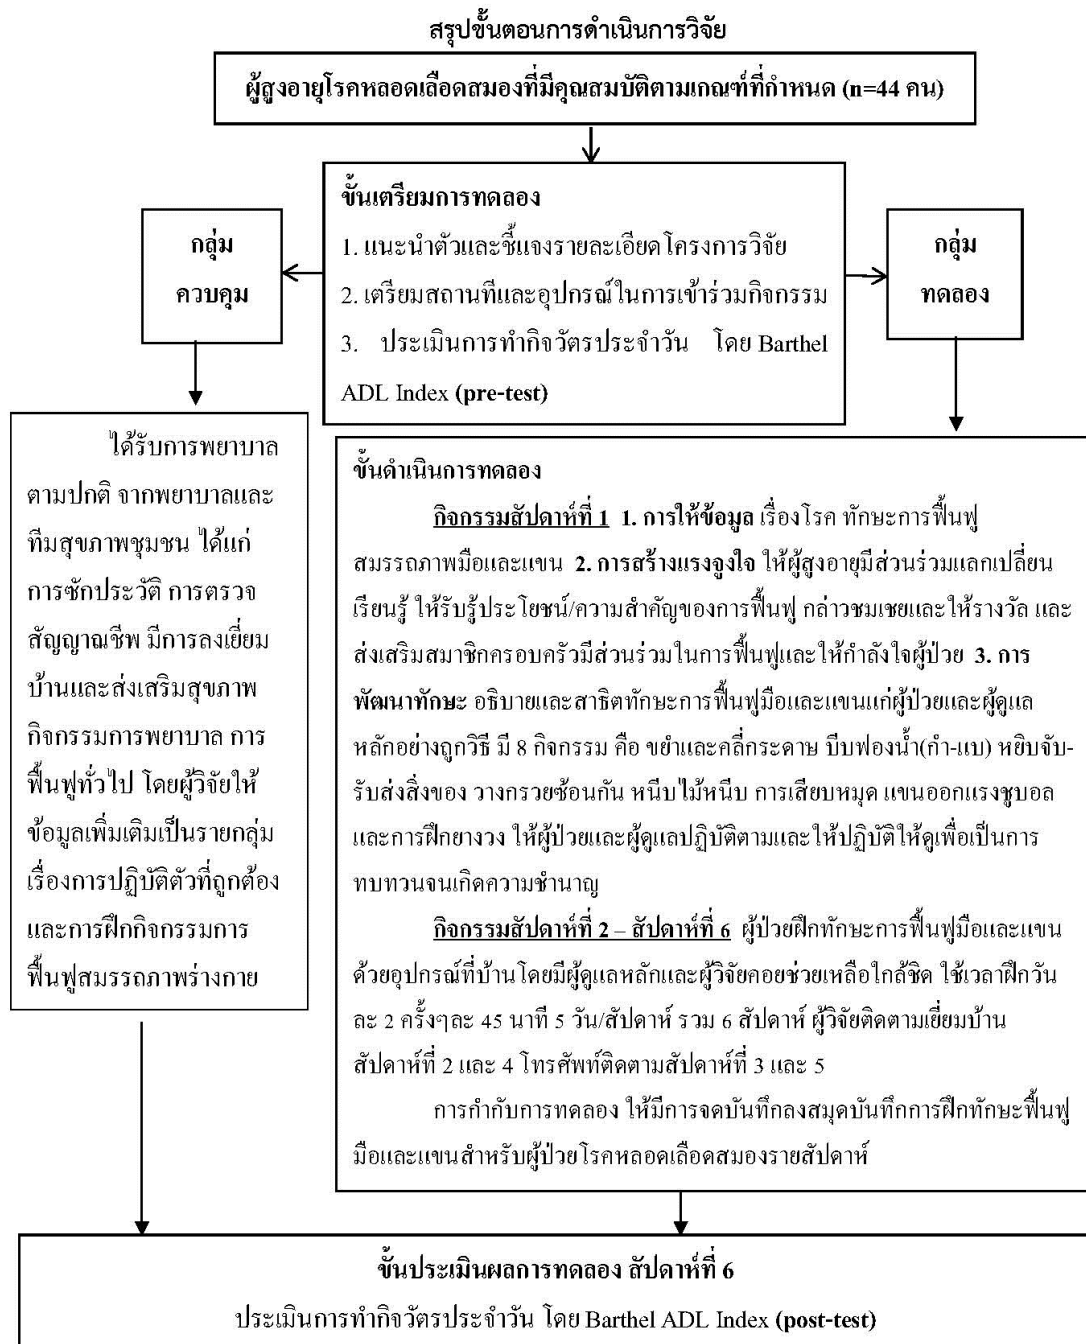 สรุปขั้นตอนการดำเนินการวิจัย
ผู้สูงอายุโรคหลอดเลือดสมองที่มีคุณสมบัติตามเกณฑ์ที่กำหนด (n=44 คน)
ขั้นเตรียมการทดลอง
1. แนะนำตัวและชี้แจงรายละเอียดโครงการวิจัย
2. เตรียมสถานที่และอุปกรณ์ในการเข้าร่วมกิจกรรม
3. ประเมินการทำกิจวัตรประจำวัน โดย Barthel
ADL Index (pre-test)
กลุ่ม
ควบคุม
กลุ่ม
ทดลอง
ได้รับการพยาบาล
ตามปกติ จากพยาบาลและ
ทีมสุขภาพชุมชน ได้แก่
การซักประวัติ การตรวจ
สัญญาณชีพ มีการลงเยี่ยม
บ้านและส่งเสริมสุขภาพ
กิจกรรมการพยาบาล การ
ฟื้นฟูทั่วไป โดยผู้วิจัยให้
ข้อมูลเพิ่มเติมเป็นรายกลุ่ม
เรื่องการปฏิบัติตัวที่ถูกต้อง
และการฝึกกิจกรรมการ
ฟื้นฟูสมรรถภาพร่างกาย
ขั้นดำเนินการทดลอง
กิจกรรมสัปดาห์ที่ 1 1. การให้ข้อมูล เรื่องโรค ทักษะการฟื้นฟู
สมรรถภาพมือและแขน 2. การสร้างแรงจูงใจ ให้ผู้สูงอายุมีส่วนร่วมแลกเปลี่ยน
เรียนรู้ ให้รับรู้ประโยชน์/ความสำคัญของการฟื้นฟู กล่าวชมเชยและให้รางวัล และ
ส่งเสริมสมาชิกครอบครัวมีส่วนร่วมในการฟื้นฟูและให้กำลังใจผู้ป่วย 3. การ
พัฒนาทักษะ อธิบายและสาธิตทักษะการฟื้นฟูมือและแขนแก่ผู้ป่วยและผู้ดูแล
หลักอย่างถูกวิธี มี 8 กิจกรรม คือ ขยำและคลี่กระดาษ บีบฟองน้ำ(กำ-แบ) หยิบจับ-
รับส่งสิ่งของ วางกรวยซ้อนกัน หนีบไม้หนีบ การเสียบหมุด แขนออกแรงชูบอล
และการฝึกยางวง ให้ผู้ป่วยและผู้ดูแลปฏิบัติตามและให้ปฏิบัติให้ดูเพื่อเป็นการ
ทบทวนจนเกิดความชำนาญ
กิจกรรมสัปดาห์ที่ 2 – สัปดาห์ที่ 6 ผู้ป่วยฝึกทักษะการฟื้นฟูมือและแขน
ด้วยอุปกรณ์ที่บ้านโดยมีผู้ดูแลหลักและผู้วิจัยคอยช่วยเหลือใกล้ชิด ใช้เวลาฝึกวัน
ละ 2 ครั้งๆละ 45 นาที 5 วัน/สัปดาห์ รวม 6 สัปดาห์ ผู้วิจัยติดตามเยี่ยมบ้าน
สัปดาห์ที่ 2 และ 4 โทรศัพท์ติดตามสัปดาห์ที่ 3 และ 5
การกำกับการทดลอง ให้มีการจดบันทึกลงสมุดบันทึกการฝึกทักษะฟื้นฟู
มือและแขนสำหรับผู้ป่วยโรคหลอดเลือดสมองรายสัปดาห์
ขั้นประเมินผลการทดลอง สัปดาห์ที่ 6
ประเมินการทำกิจวัตรประจำวัน โดย Barthel ADL Index (post-test)